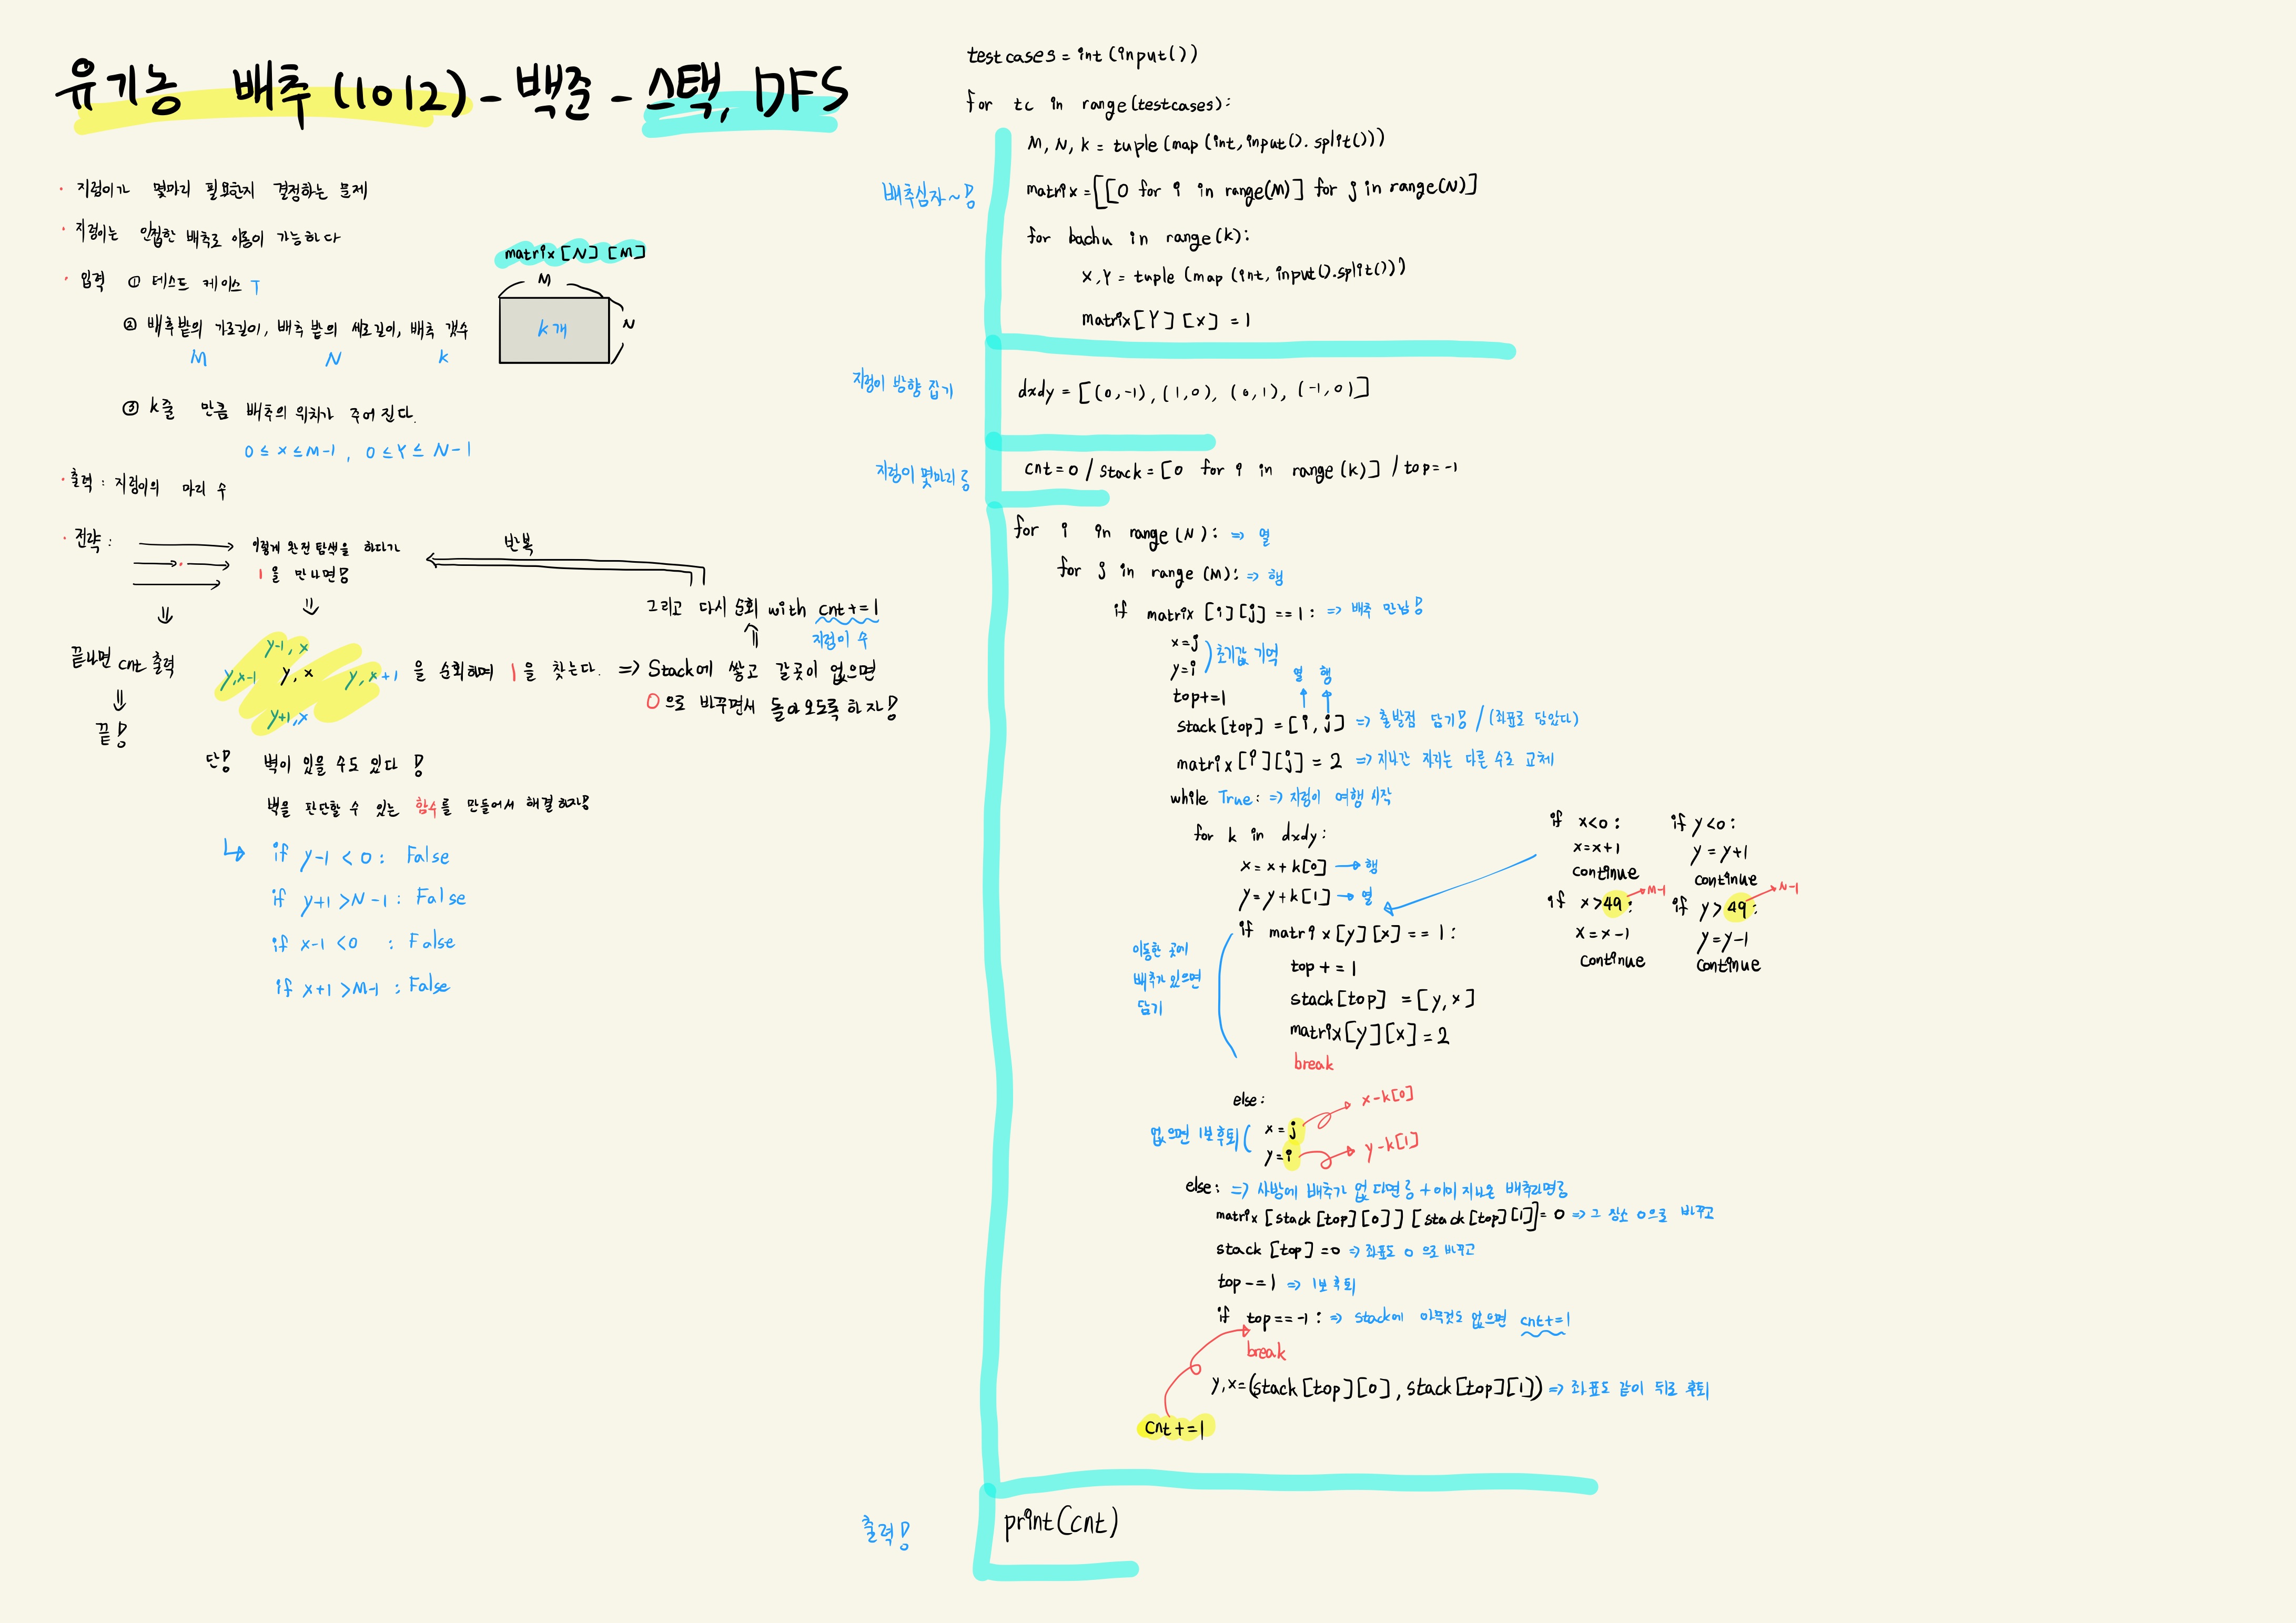 유기농 배추(1012) - 백준 - 스택, DFS
· 지렁이가 몇마리 필요한지 결정하는 문제
· 지렁이는 인접한 배추로 이동이 가능하다
· 입력 ① 테스트 케이스 T
② 배추밭의 가로길이, 배추 밭의 세로길이, 배추 갯수
M N K
matrix[N][M]
M
K개
N
③ K줄 만큼 배추의 위치가 주어 진다.
0 ≤ x ≤ M-1, 0 ≤ Y ≤ N-1
· 출력 : 지렁이의 마리 수
· 전략 :
이렇게 완전 탐색을 하다가
1을 만나면!
반복
⇓ ⇓
그리고 다시 순회 with cnt+=1
지렁이 수
끝나면 cnt 출력
⇓
끝!
y-1, x
y,x-1 y, x y, x+1 을 순회하며 1을 찾는다. => Stack에 쌓고 갈곳이 없으면
y+1,x
0으로 바꾸면서 돌아오도록 하자!
단! 벽이 있을 수도 있다!
벽을 판단할 수 있는 함수를 만들어서 해결하자!
↳ if y-1 < 0 : False
if y+1 > N-1 : False
if x-1 < 0 : False
if x+1 > M-1 : False
testcases = int(input())
for tc in range(testcases):
배추심자~!
M, N, K = tuple(map(int, input().split()))
matrix = [[0 for i in range(M)] for j in range(N)]
for bachu in range(K):
X,Y = tuple(map(int, input().split()))
matrix[Y][X] = 1
지렁이 방향 잡기
dxdy = [(0,-1), (1,0), (0,1), (-1,0)]
지렁이 몇마리?
cnt=0 / stack = [0 for i in range(k)] / top=-1
for i in range(N): => 열
for j in range(M): => 행
if matrix[i][j] == 1: => 배추 만남!
x=j
y=i
초기값 기억
top+=1
열 행
stack[top] = [i, j] => 출발점 담기! / (좌표로 담았다)
matrix[i][j] = 2 => 지나간 자리는 다른 수로 교체
while True: => 지렁이 여행 시작
for k in dxdy:
x = x + k[0] → 행
y = y + k[1] → 열
if x<0:
x=x+1
continue
if y<0:
y=y+1
continue
if x>49:
M-1
x=x-1
continue
if y>49:
N-1
y=y-1
continue
if matrix[y][x] == 1:
이동한 곳에
배추가 있으면
담기
top += 1
stack[top] = [y,x]
matrix[y][x] = 2
break
else:
없으면 1보후퇴
x = j
x-k[0]
y = i
y-k[1]
else: => 사방에 배추가 없다면? + 이미 지나온 배추라면?
matrix[stack[top][0]][stack[top][1]] = 0 => 그 장소 0으로 바꾸고
stack[top] = 0 => 좌표도 0으로 바꾸고
top -= 1 => 1보 후퇴
if top == -1 : => stack에 아무것도 없으면 cnt+=1
break
y,x = (stack[top][0], stack[top][1]) => 좌표도 같이 뒤로 후퇴
cnt+=1
출력!
print(cnt)